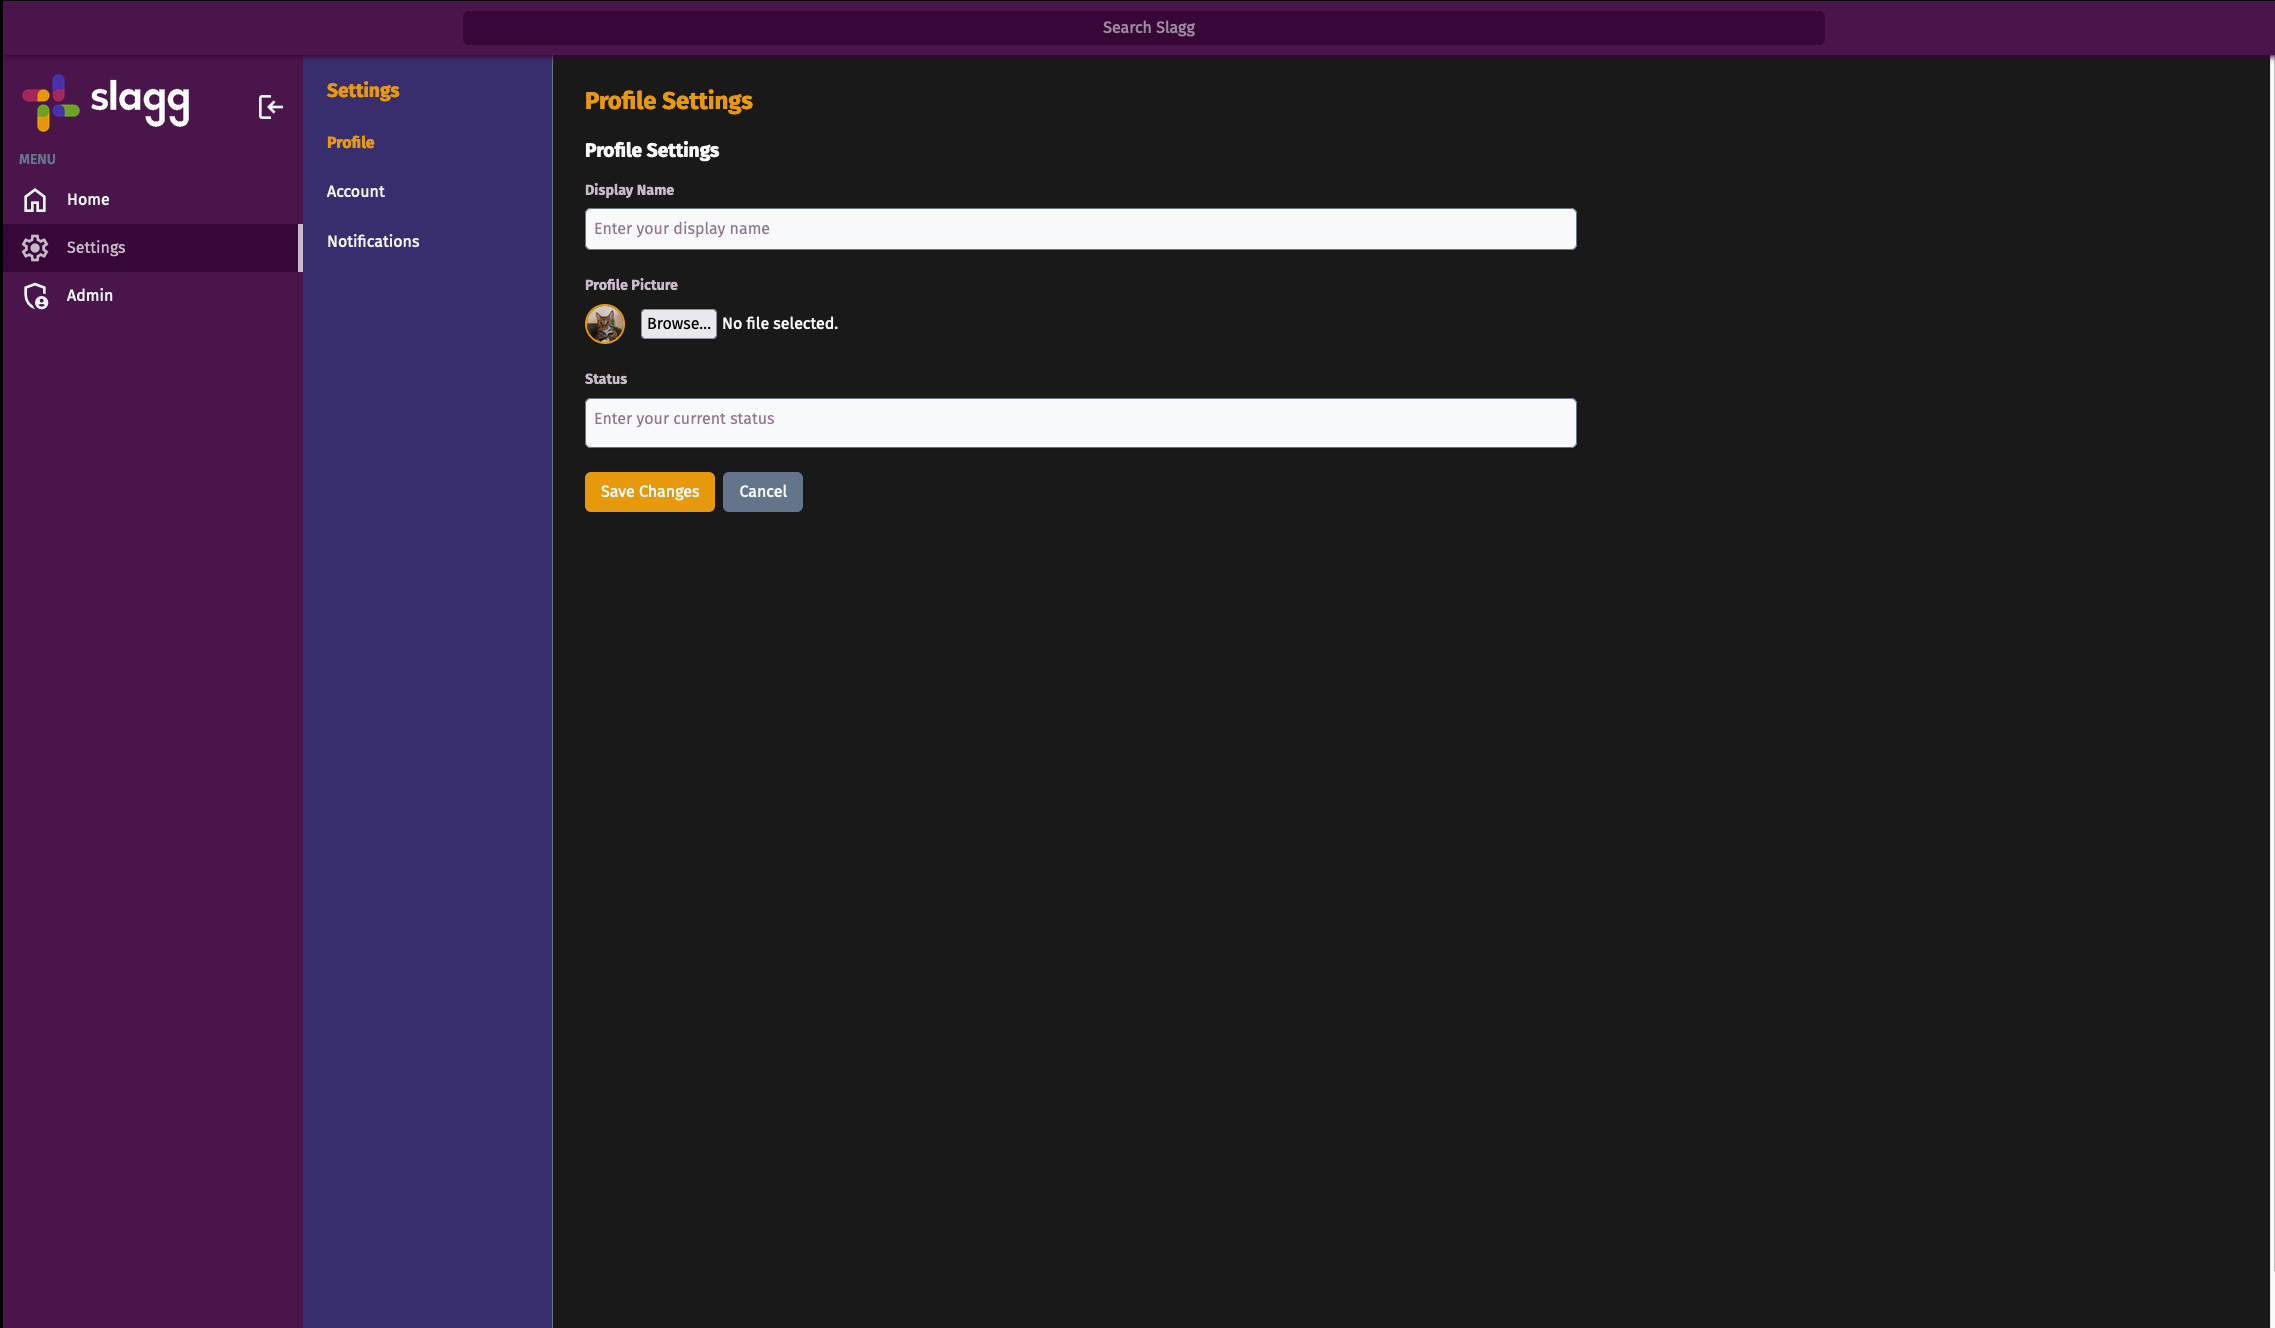 Search Slagg
slagg
MENU
Home
Settings
Admin
Settings
Profile
Account
Notifications
Profile Settings
Profile Settings
Display Name
Enter your display name
Profile Picture
Browse... No file selected.
Status
Enter your current status
Save Changes Cancel